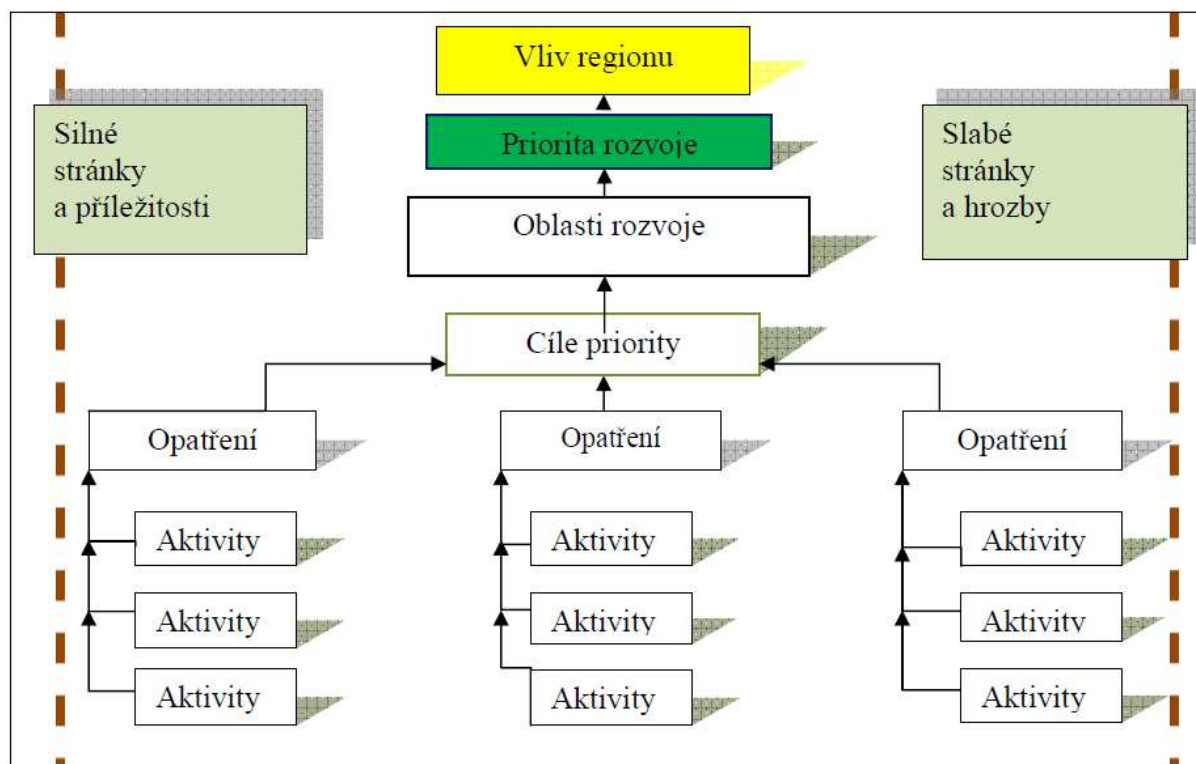 Vliv regionu
Silné
stránky
a příležitosti
Priorita rozvoje
Slabé
stránky
a hrozby
Oblasti rozvoje
Cíle priority
Opatření
Opatření
Opatření
Aktivity
Aktivity
Aktivity
Aktivity
Aktivity
Aktivity
Aktivity
Aktivity
Aktivity